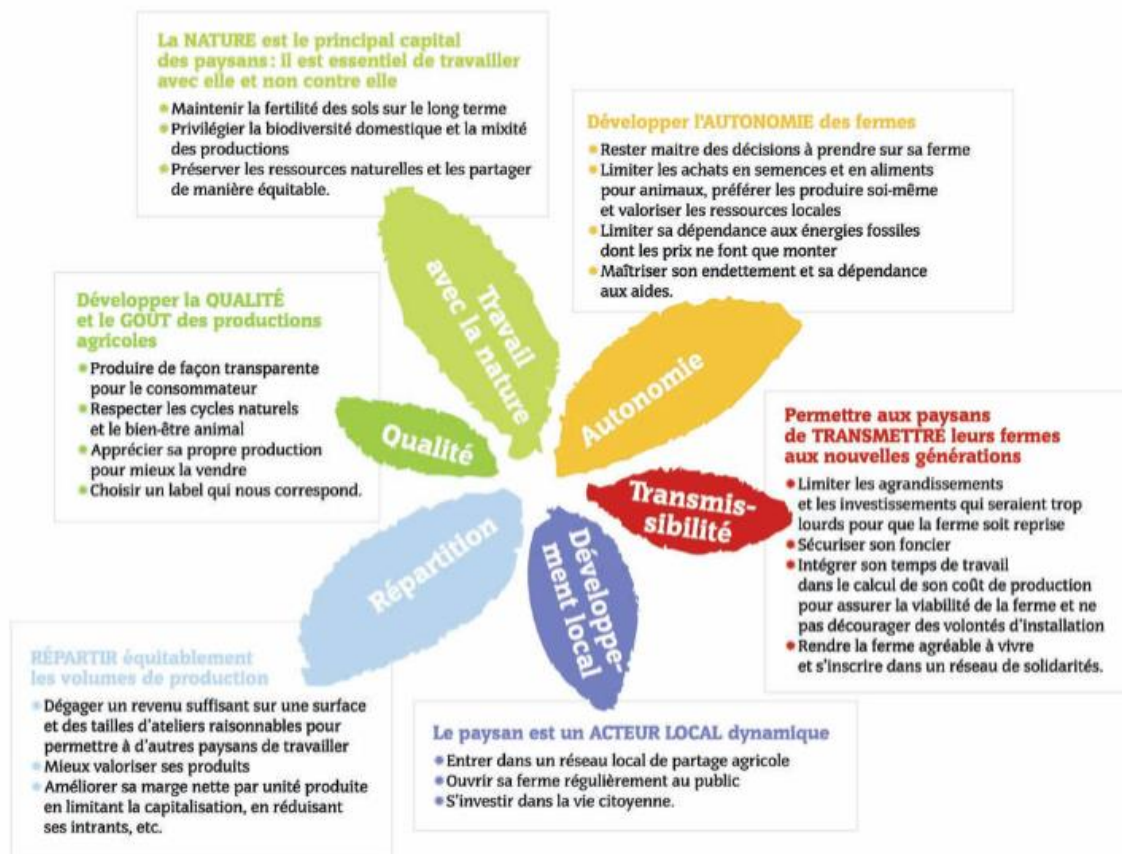 La NATURE est le principal capital
des paysans : il est essentiel de travailler
avec elle et non contre elle
• Maintenir la fertilité des sols sur le long terme
• Privilégier la biodiversité domestique et la mixité
des productions
• Préserver les ressources naturelles et les partager
de manière équitable.
Développer l'AUTONOMIE des fermes
• Rester maitre des décisions à prendre sur sa ferme
• Limiter les achats en semences et en aliments
pour animaux, préférer les produire soi-même
et valoriser les ressources locales
• Limiter sa dépendance aux énergies fossiles
dont les prix ne font que monter
• Maîtriser son endettement et sa dépendance
aux aides.
Travail
avec la nature
Autonomie
Développer la QUALITÉ
et le GOÛT des productions
agricoles
• Produire de façon transparente
pour le consommateur
• Respecter les cycles naturels
et le bien-être animal
• Apprécier sa propre production
pour mieux la vendre
• Choisir un label qui nous correspond.
Qualité
Transmis-
sibilité
Permettre aux paysans
de TRANSMETTRE leurs fermes
aux nouvelles générations
• Limiter les agrandissements
et les investissements qui seraient trop
lourds pour que la ferme soit reprise
• Sécuriser son foncier
• Intégrer son temps de travail
dans le calcul de son coût de production
pour assurer la viabilité de la ferme et ne
pas décourager des volontés d'installation
• Rendre la ferme agréable à vivre
et s'inscrire dans un réseau de solidarités.
Répartition
Développe-
ment local
RÉPARTIR équitablement
les volumes de production
• Dégager un revenu suffisant sur une surface
et des tailles d'ateliers raisonnables pour
permettre à d'autres paysans de travailler
• Mieux valoriser ses produits
• Améliorer sa marge nette par unité produite
en limitant la capitalisation, en réduisant
ses intrants, etc.
Le paysan est un ACTEUR LOCAL dynamique
• Entrer dans un réseau local de partage agricole
• Ouvrir sa ferme régulièrement au public
• S'investir dans la vie citoyenne.